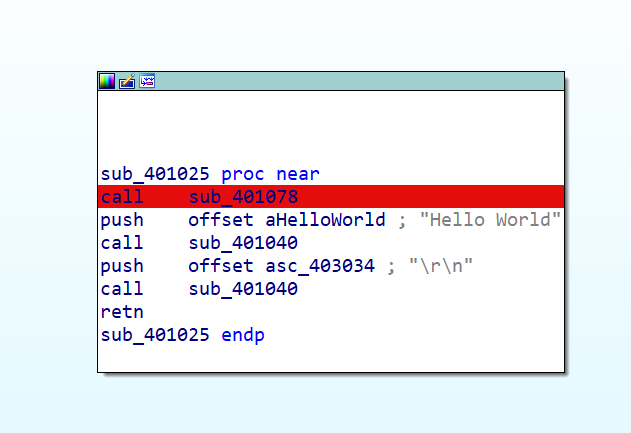 sub_401025 proc near
call    sub_401078
push    offset aHelloWorld ; "Hello World"
call    sub_401040
push    offset asc_403034 ; "\r\n"
call    sub_401040
retn
sub_401025 endp